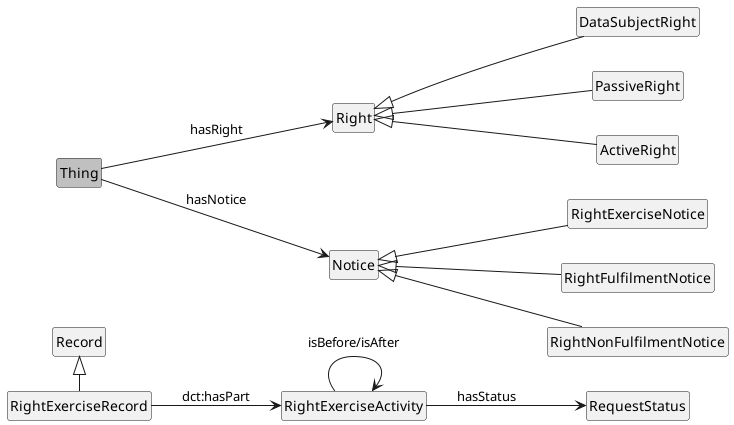 DataSubjectRight
PassiveRight
hasRight
Right
ActiveRight
Thing
hasNotice
RightExerciseNotice
Notice
RightFulfilmentNotice
RightNonFulfilmentNotice
Record
isBefore/isAfter
RightExerciseRecord
dct:hasPart
RightExerciseActivity
hasStatus
RequestStatus